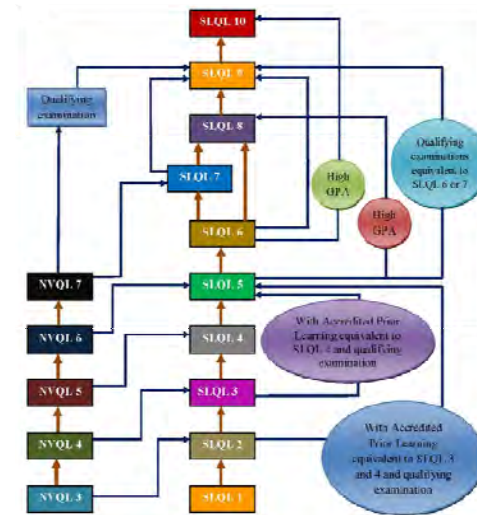 SLQL 10
SLQL 9
Qualifying
examination
SLQL 8
Qualifying
examinations
equivalent to
SLQL 6 or 7
SLQL 7
High
GPA
High
GPA
SLQL 6
NVQL 7
SLQL 5
NVQL 6
SLQL 4
With Accredited Prior
Learning equivalent to
SLQL 4 and qualifying
examination
NVQL 5
SLQL 3
NVQL 4
SLQL 2
With Accredited
Prior Learning
equivalent to SLQL 3
and 4 and qualifying
examination
NVQL 3
SLQL 1